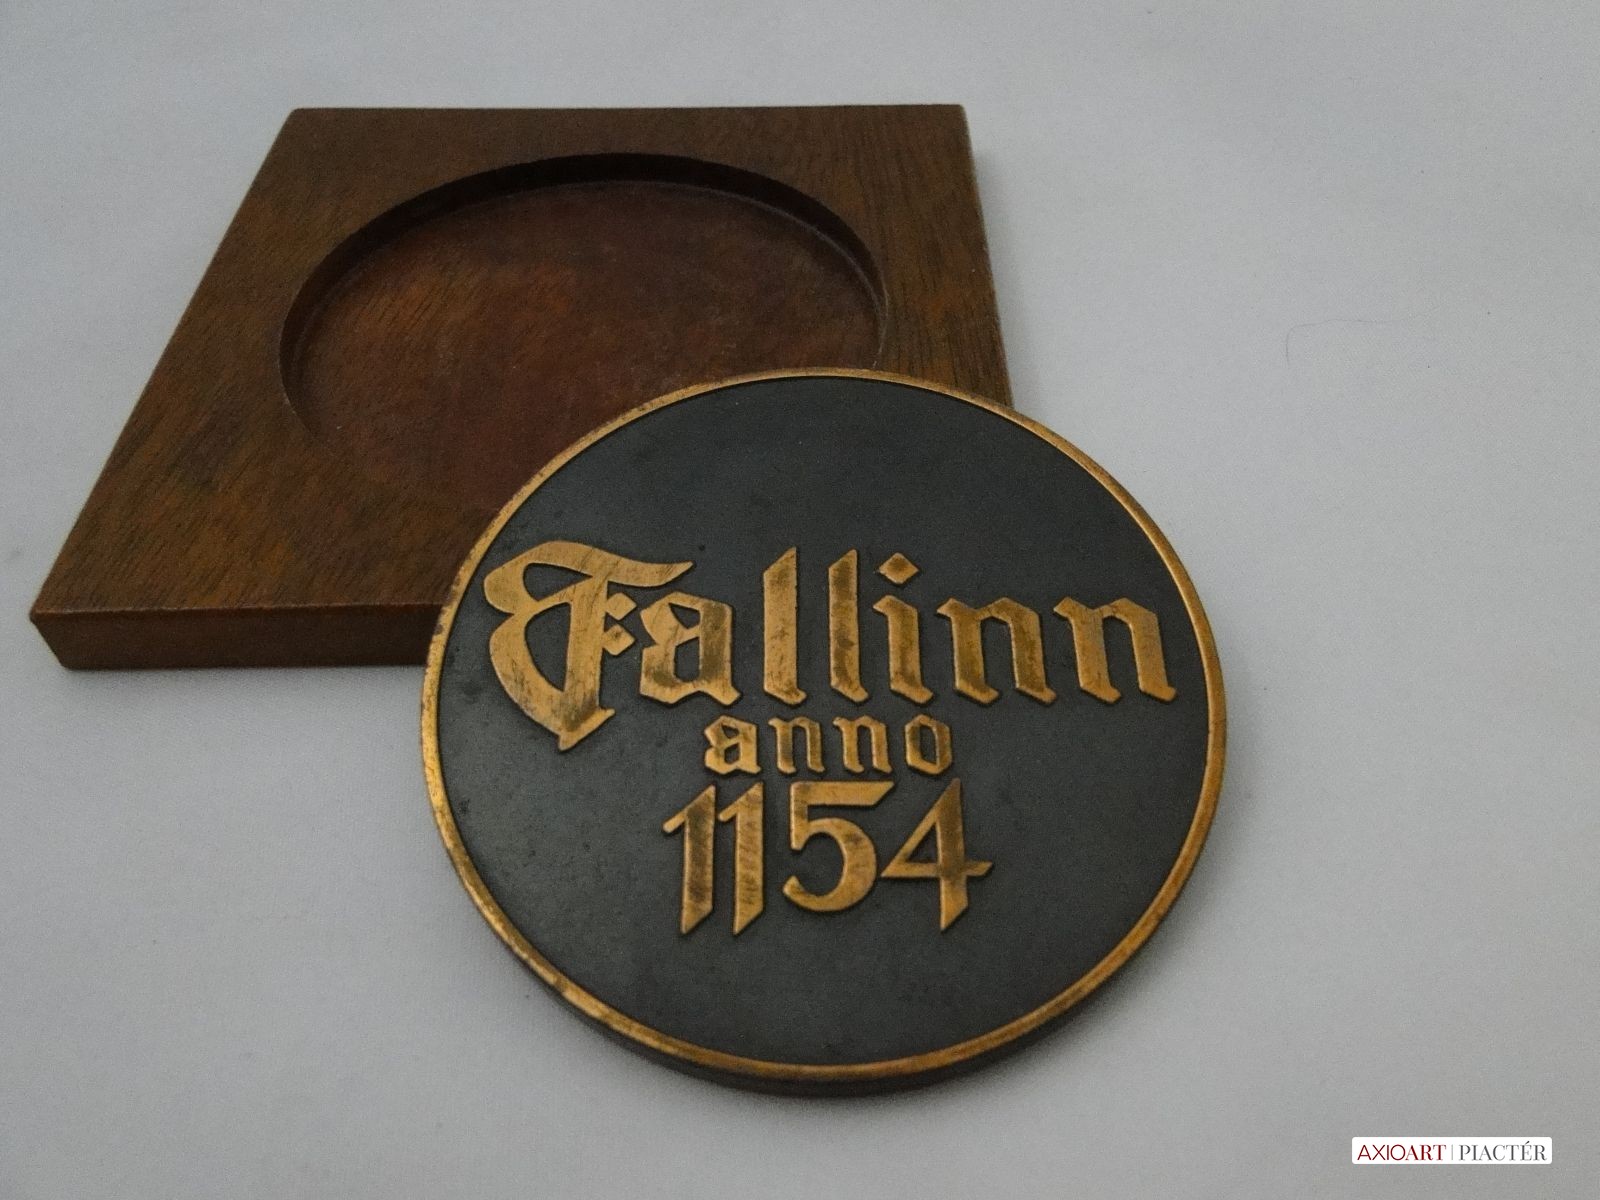 Tallinn
anno
1154
AXIOART | PIACTÉR